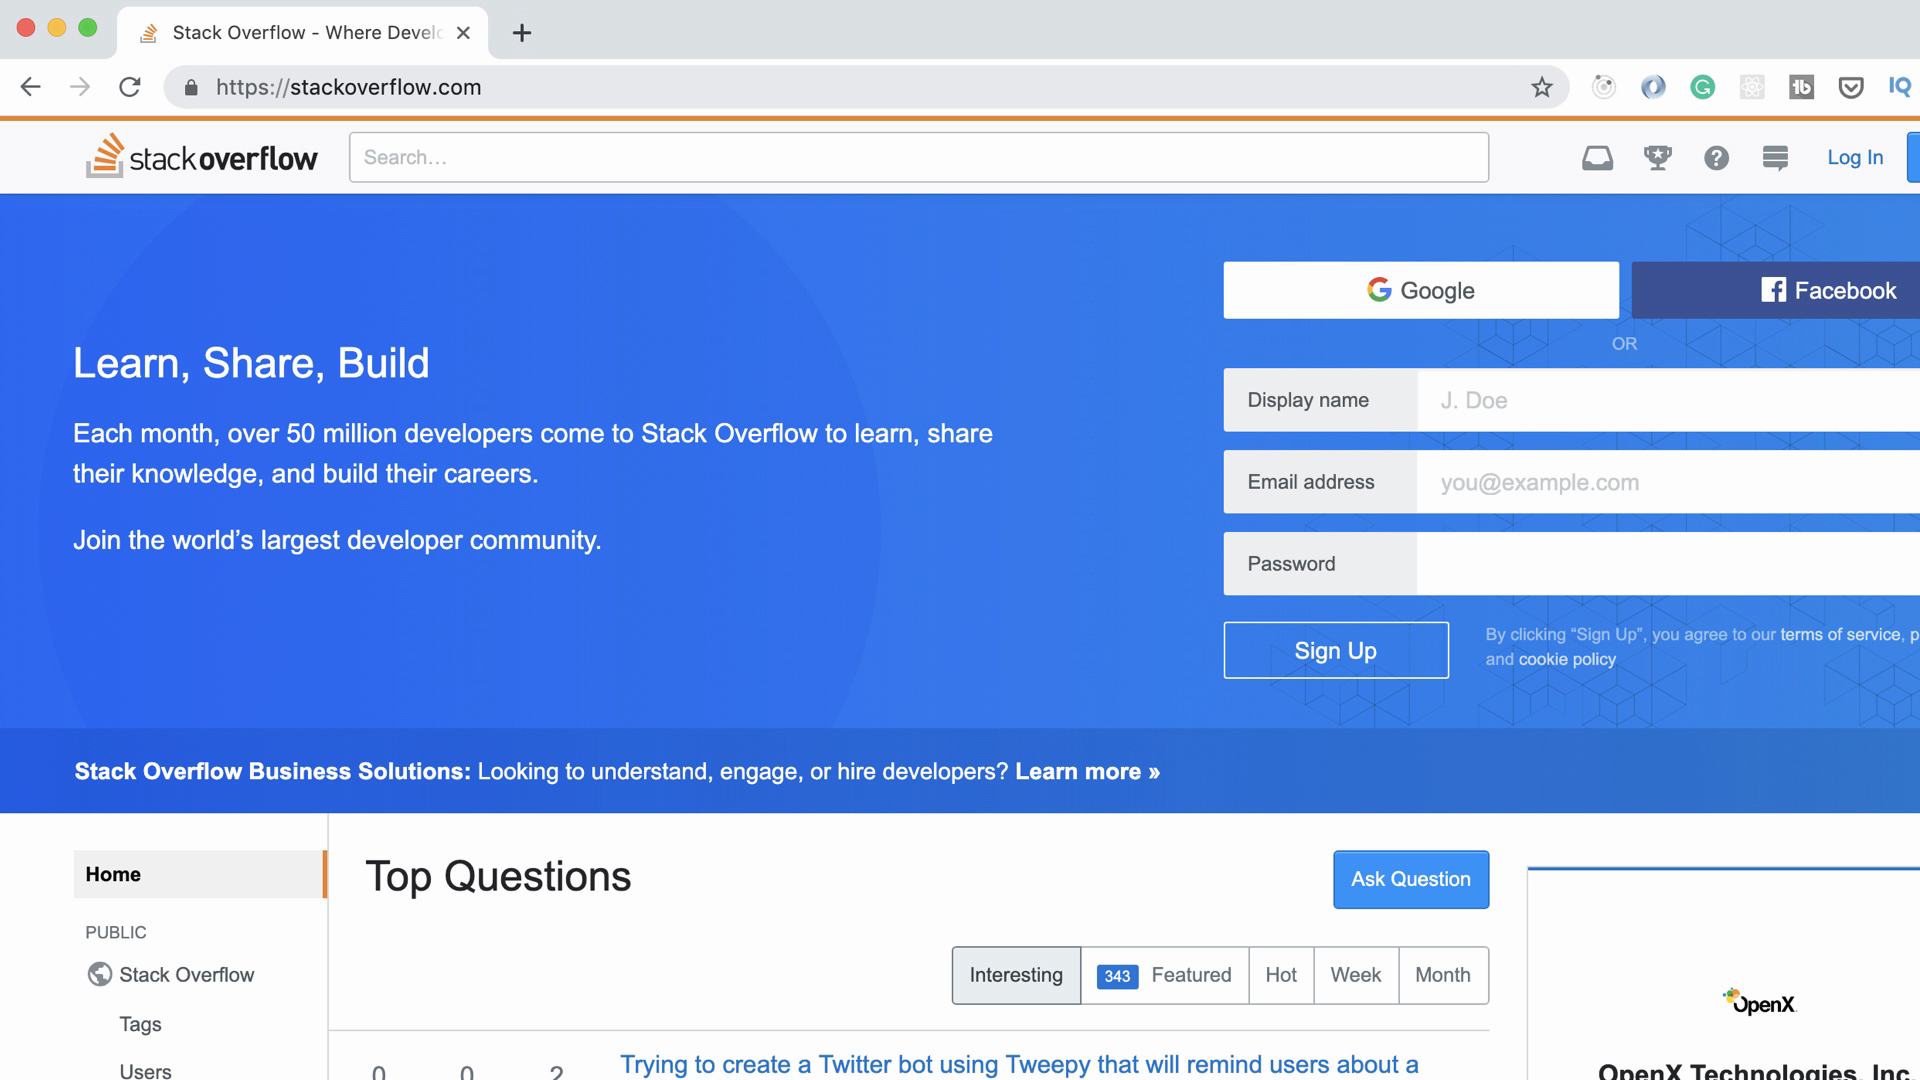 Stack Overflow - Where Develo
https://stackoverflow.com
stackoverflow
Search…
Log In
Google
Facebook
OR
Learn, Share, Build
Display name
J. Doe
Each month, over 50 million developers come to Stack Overflow to learn, share
their knowledge, and build their careers.
Email address
you@example.com
Join the world’s largest developer community.
Password
Sign Up
By clicking “Sign Up”, you agree to our terms of service, p
and cookie policy
Stack Overflow Business Solutions: Looking to understand, engage, or hire developers? Learn more »
Home
PUBLIC
Stack Overflow
Tags
Users
Top Questions
Ask Question
Interesting
343 Featured
Hot
Week
Month
0 0 2
Trying to create a Twitter bot using Tweepy that will remind users about a
OpenX
OpenX Technologies, Inc.
IQ